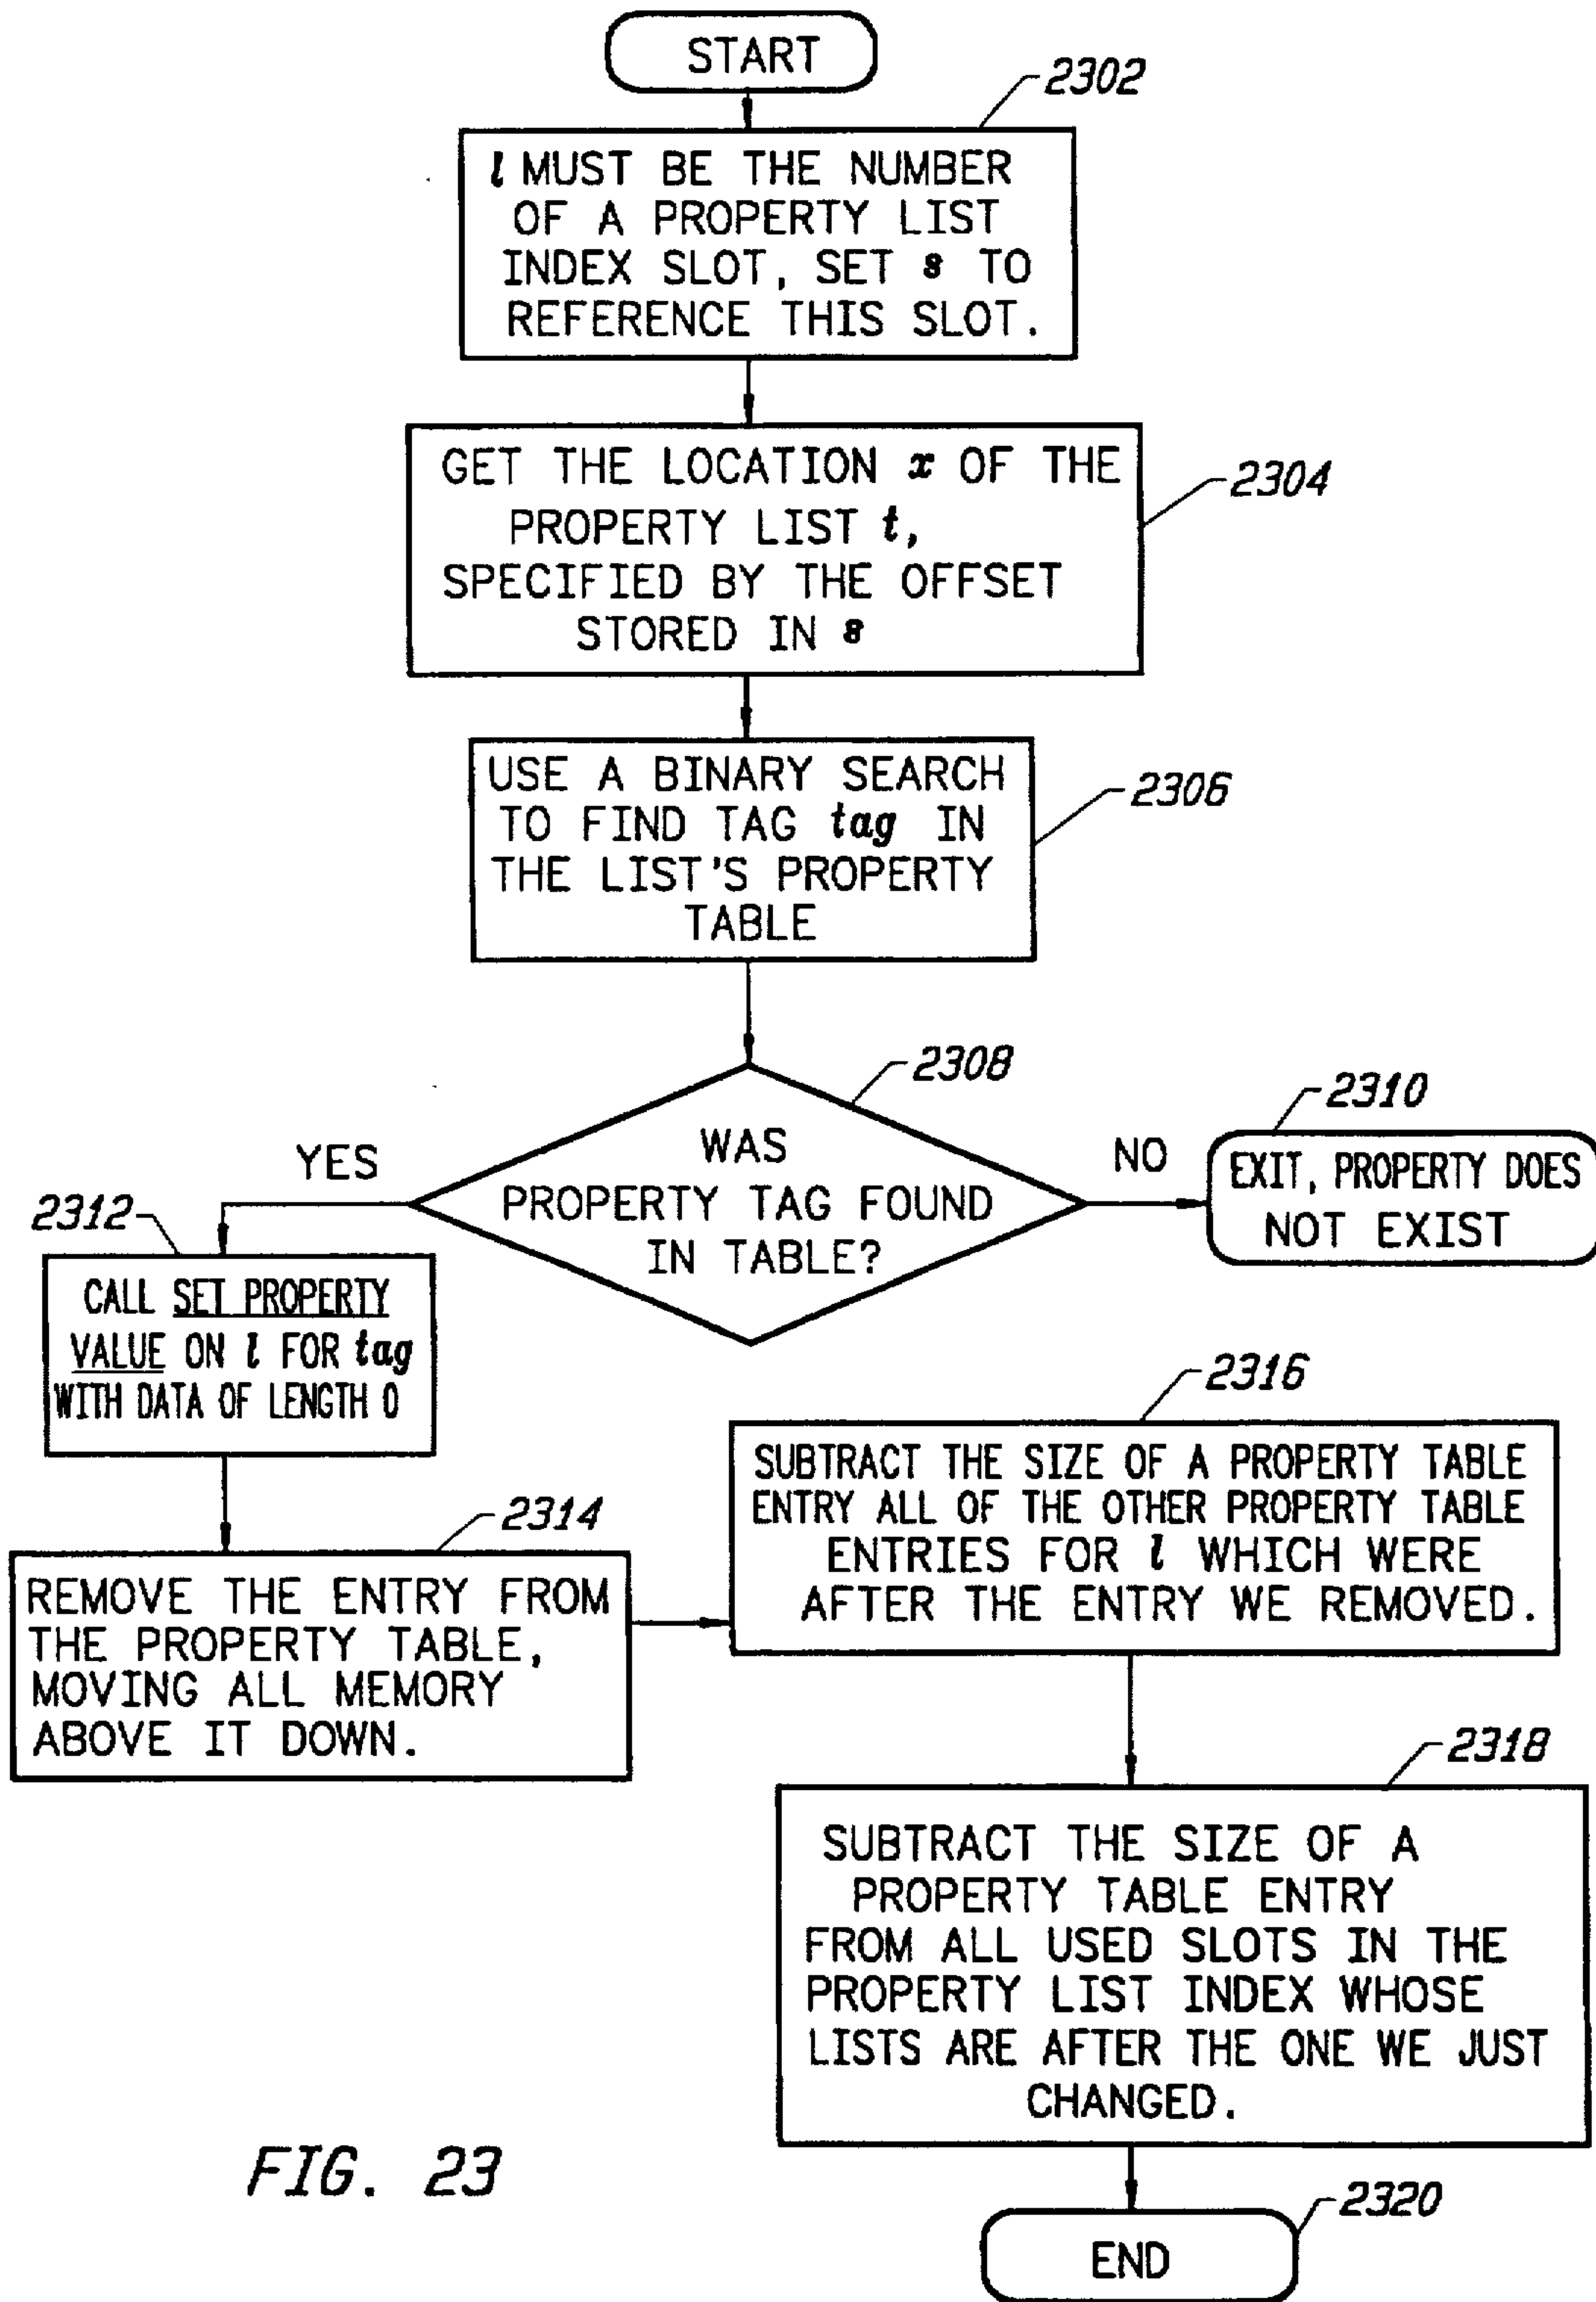 START
2302
l MUST BE THE NUMBER
OF A PROPERTY LIST
INDEX SLOT, SET s TO
REFERENCE THIS SLOT.
GET THE LOCATION x OF THE
PROPERTY LIST t,
SPECIFIED BY THE OFFSET
STORED IN s
2304
USE A BINARY SEARCH
TO FIND TAG tag IN
THE LIST'S PROPERTY
TABLE
2306
2308
WAS
PROPERTY TAG FOUND
IN TABLE?
YES
NO
2310
EXIT, PROPERTY DOES
NOT EXIST
2312
CALL SET PROPERTY
VALUE ON l FOR tag
WITH DATA OF LENGTH 0
2314
REMOVE THE ENTRY FROM
THE PROPERTY TABLE,
MOVING ALL MEMORY
ABOVE IT DOWN.
2316
SUBTRACT THE SIZE OF A PROPERTY TABLE
ENTRY ALL OF THE OTHER PROPERTY TABLE
ENTRIES FOR l WHICH WERE
AFTER THE ENTRY WE REMOVED.
2318
SUBTRACT THE SIZE OF A
PROPERTY TABLE ENTRY
FROM ALL USED SLOTS IN THE
PROPERTY LIST INDEX WHOSE
LISTS ARE AFTER THE ONE WE JUST
CHANGED.
2320
END
FIG. 23